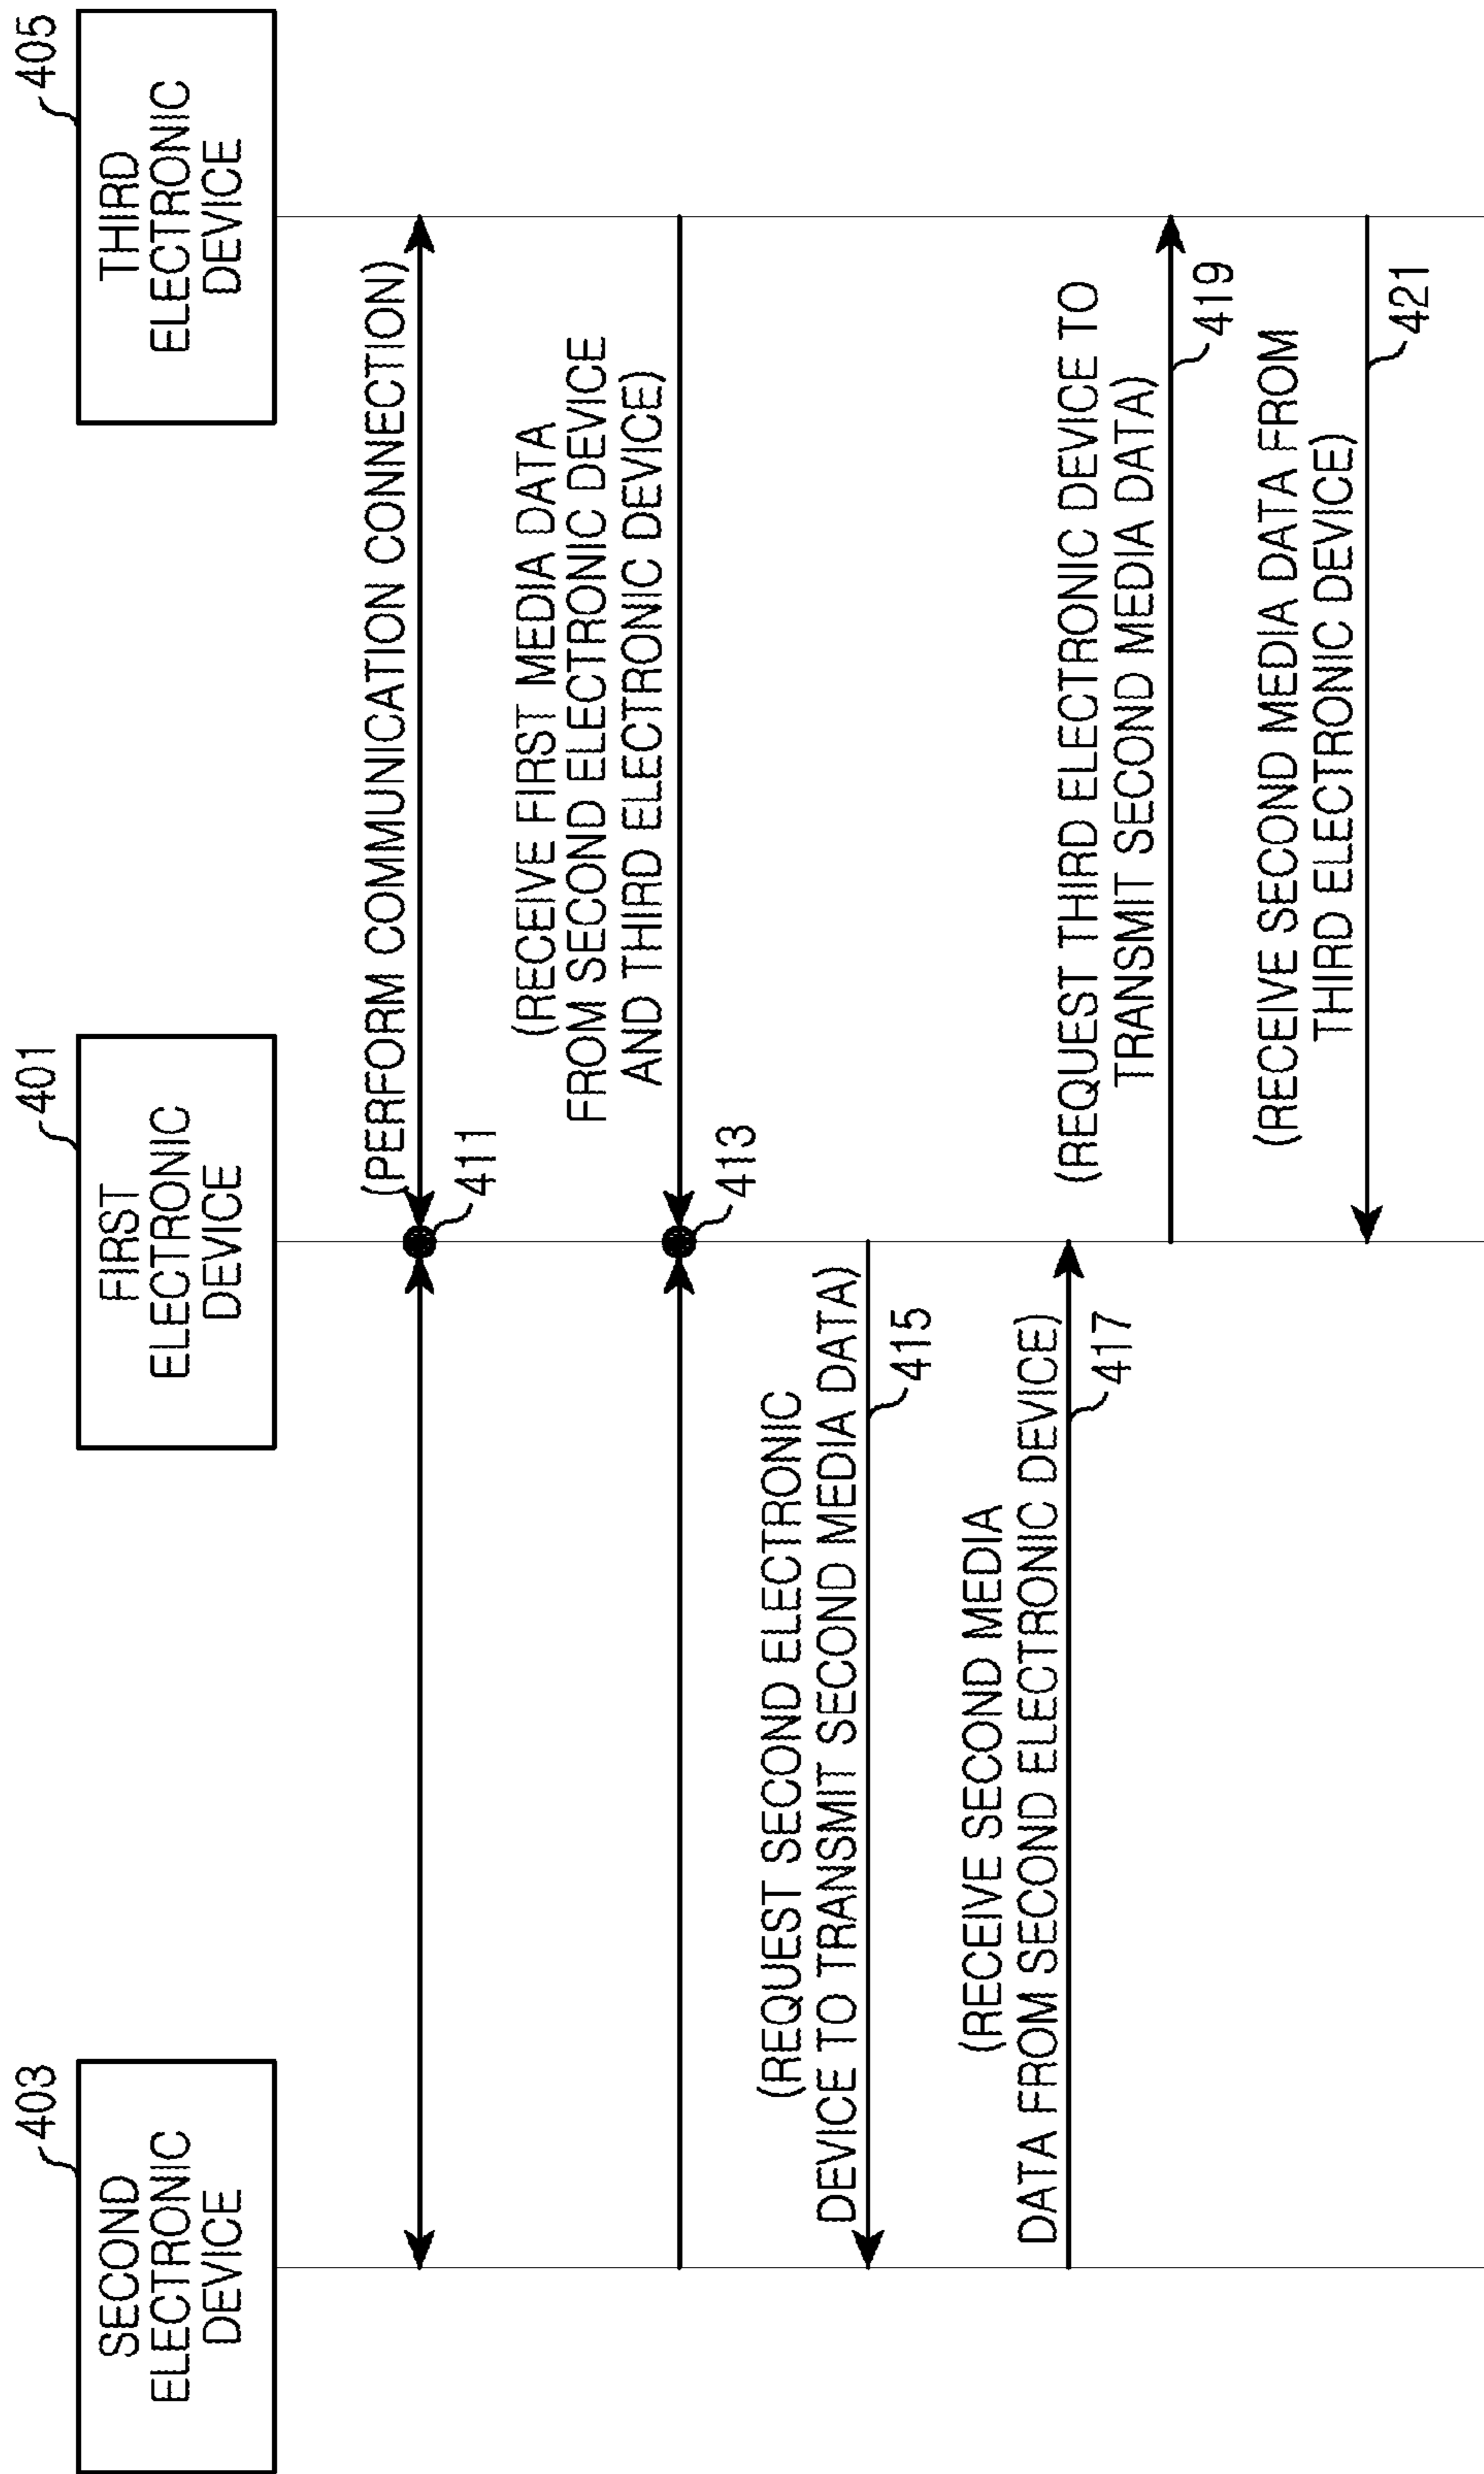 403
SECOND
ELECTRONIC
DEVICE
401
FIRST
ELECTRONIC
DEVICE
405
THIRD
ELECTRONIC
DEVICE
(PERFORM COMMUNICATION CONNECTION)
411
(RECEIVE FIRST MEDIA DATA
FROM SECOND ELECTRONIC DEVICE
AND THIRD ELECTRONIC DEVICE)
413
(REQUEST SECOND ELECTRONIC
DEVICE TO TRANSMIT SECOND MEDIA DATA)
415
(RECEIVE SECOND MEDIA
DATA FROM SECOND ELECTRONIC DEVICE)
417
(REQUEST THIRD ELECTRONIC DEVICE TO
TRANSMIT SECOND MEDIA DATA)
419
(RECEIVE SECOND MEDIA DATA FROM
THIRD ELECTRONIC DEVICE)
421